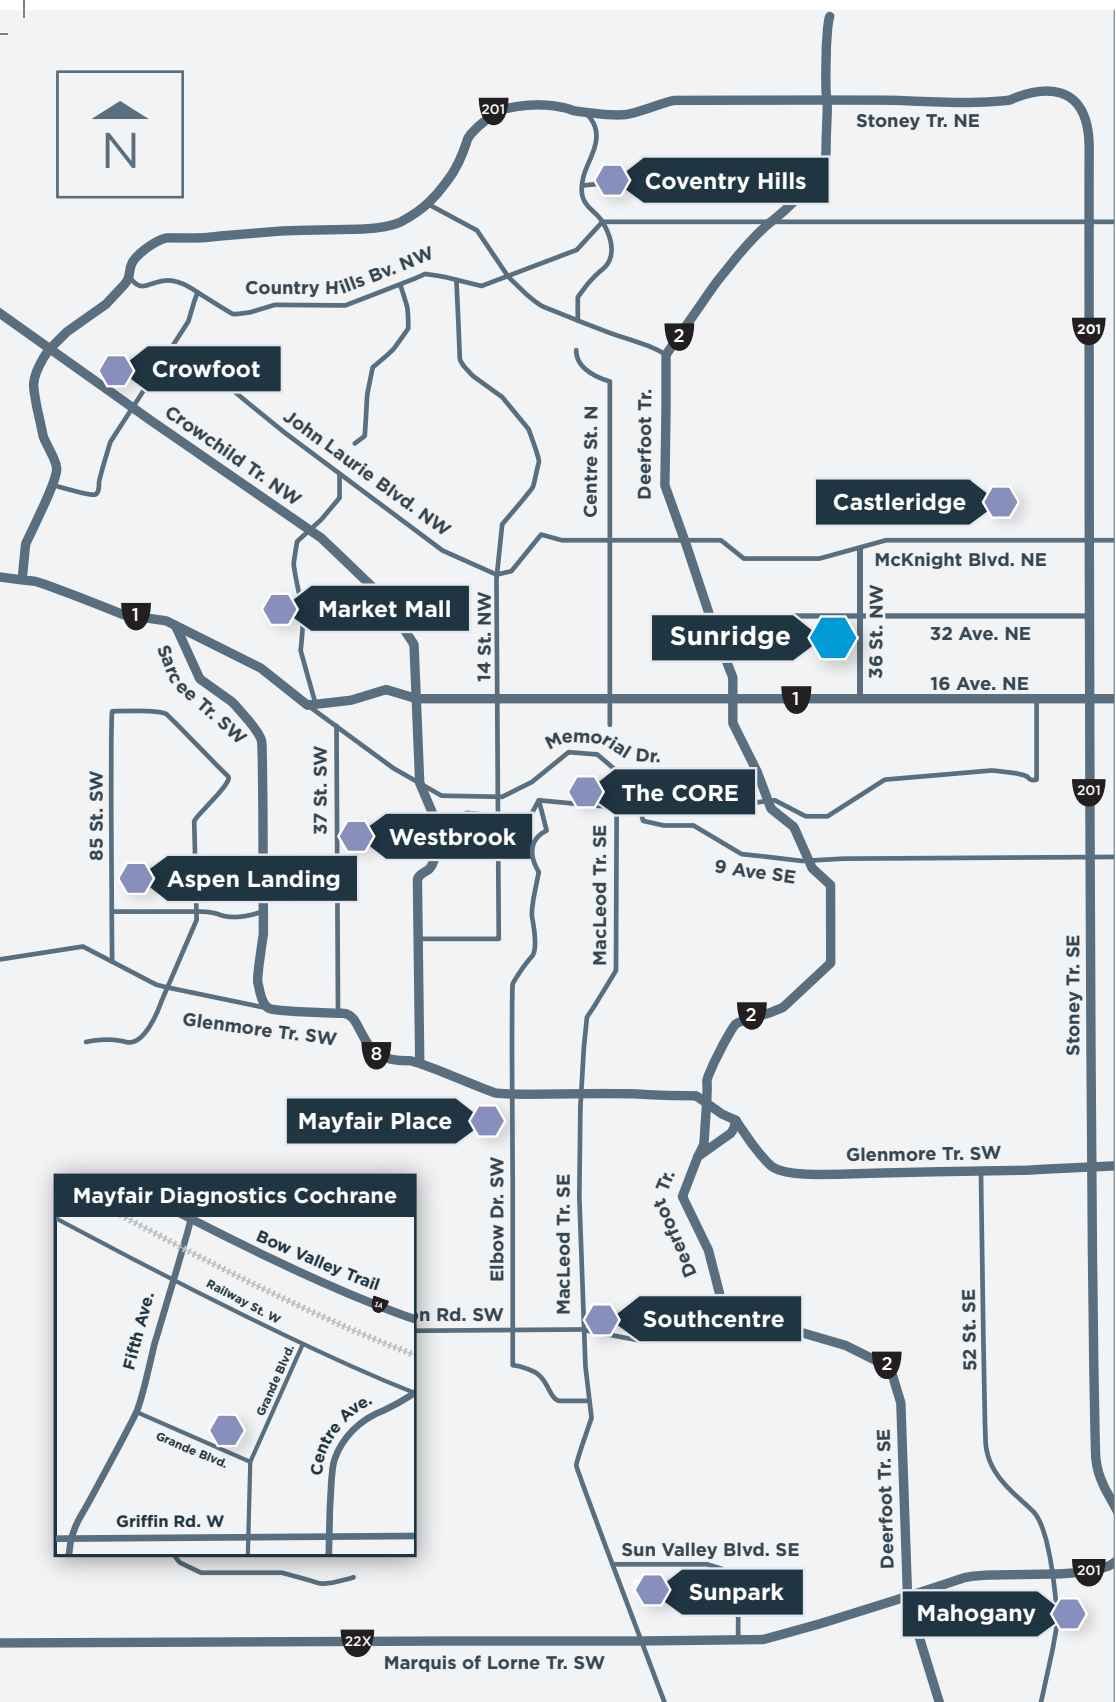 201
Stoney Tr. NE
N
Coventry Hills
Country Hills Bv. NW
2
201
Crowfoot
Crowchild Tr. NW
John Laurie Blvd. NW
Centre St. N
Deerfoot Tr.
Castleridge
McKnight Blvd. NE
Market Mall
1
14 St. NW
Sunridge
36 St. NW
32 Ave. NE
16 Ave. NE
1
Sarcee Tr. SW
Memorial Dr.
85 St. SW
37 St. SW
The CORE
201
Westbrook
MacLeod Tr. SE
9 Ave SE
Aspen Landing
Stoney Tr. SE
Glenmore Tr. SW
2
8
Mayfair Place
Glenmore Tr. SW
Elbow Dr. SW
MacLeod Tr. SE
Deerfoot Tr.
Mayfair Diagnostics Cochrane
Bow Valley Trail
14
Railway St. W
Fifth Ave.
Grande Blvd.
Grande Blvd.
Centre Ave.
Griffin Rd. W
on Rd. SW
Southcentre
52 St. SE
2
Deerfoot Tr. SE
Sun Valley Blvd. SE
201
Sunpark
Mahogany
22X
Marquis of Lorne Tr. SW